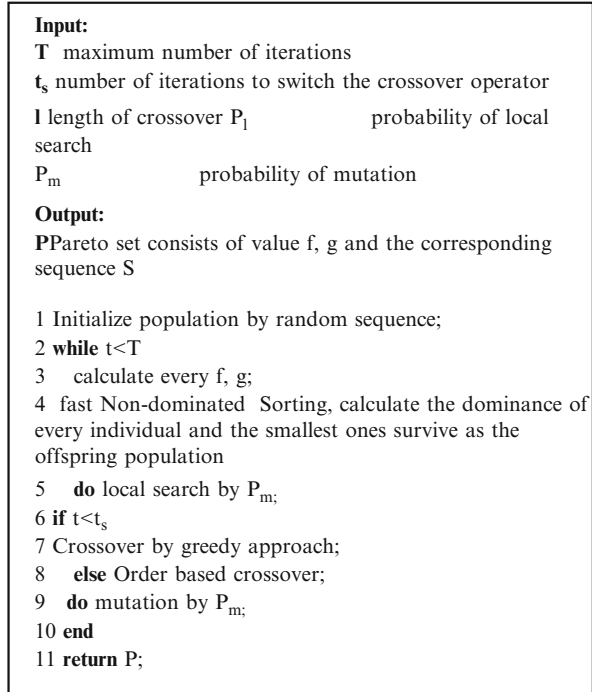 Input:
T maximum number of iterations
ts number of iterations to switch the crossover operator
l length of crossover Pl probability of local
search
Pm probability of mutation
Output:
PPareto set consists of value f, g and the corresponding
sequence S
1 Initialize population by random sequence;
2 while t<T
3 calculate every f, g;
4 fast Non-dominated Sorting, calculate the dominance of
every individual and the smallest ones survive as the
offspring population
5 do local search by Pm;
6 if t<ts
7 Crossover by greedy approach;
8 else Order based crossover;
9 do mutation by Pm;
10 end
11 return P;